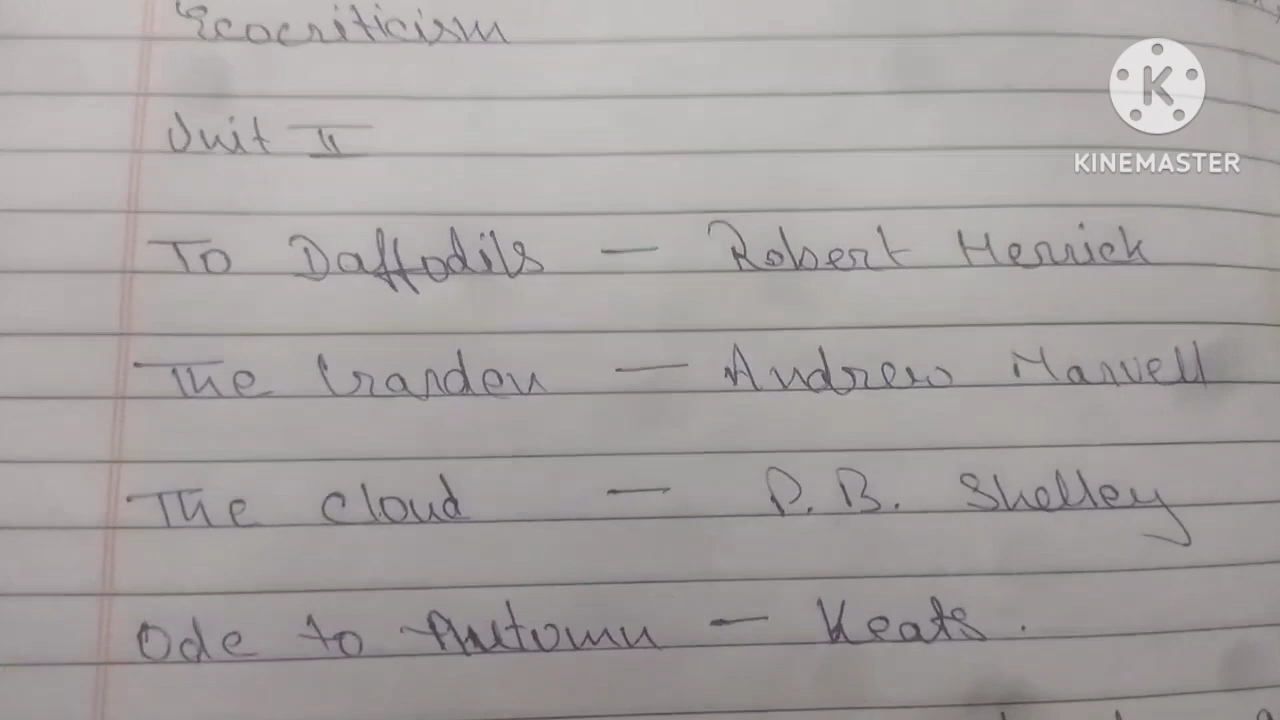 Ecocriticism
Unit II
To Daffodils — Robert Herrick
The Garden — Andrew Marvell
The Cloud — P. B. Shelley
Ode to Autumn — Keats.
K
KINEMASTER